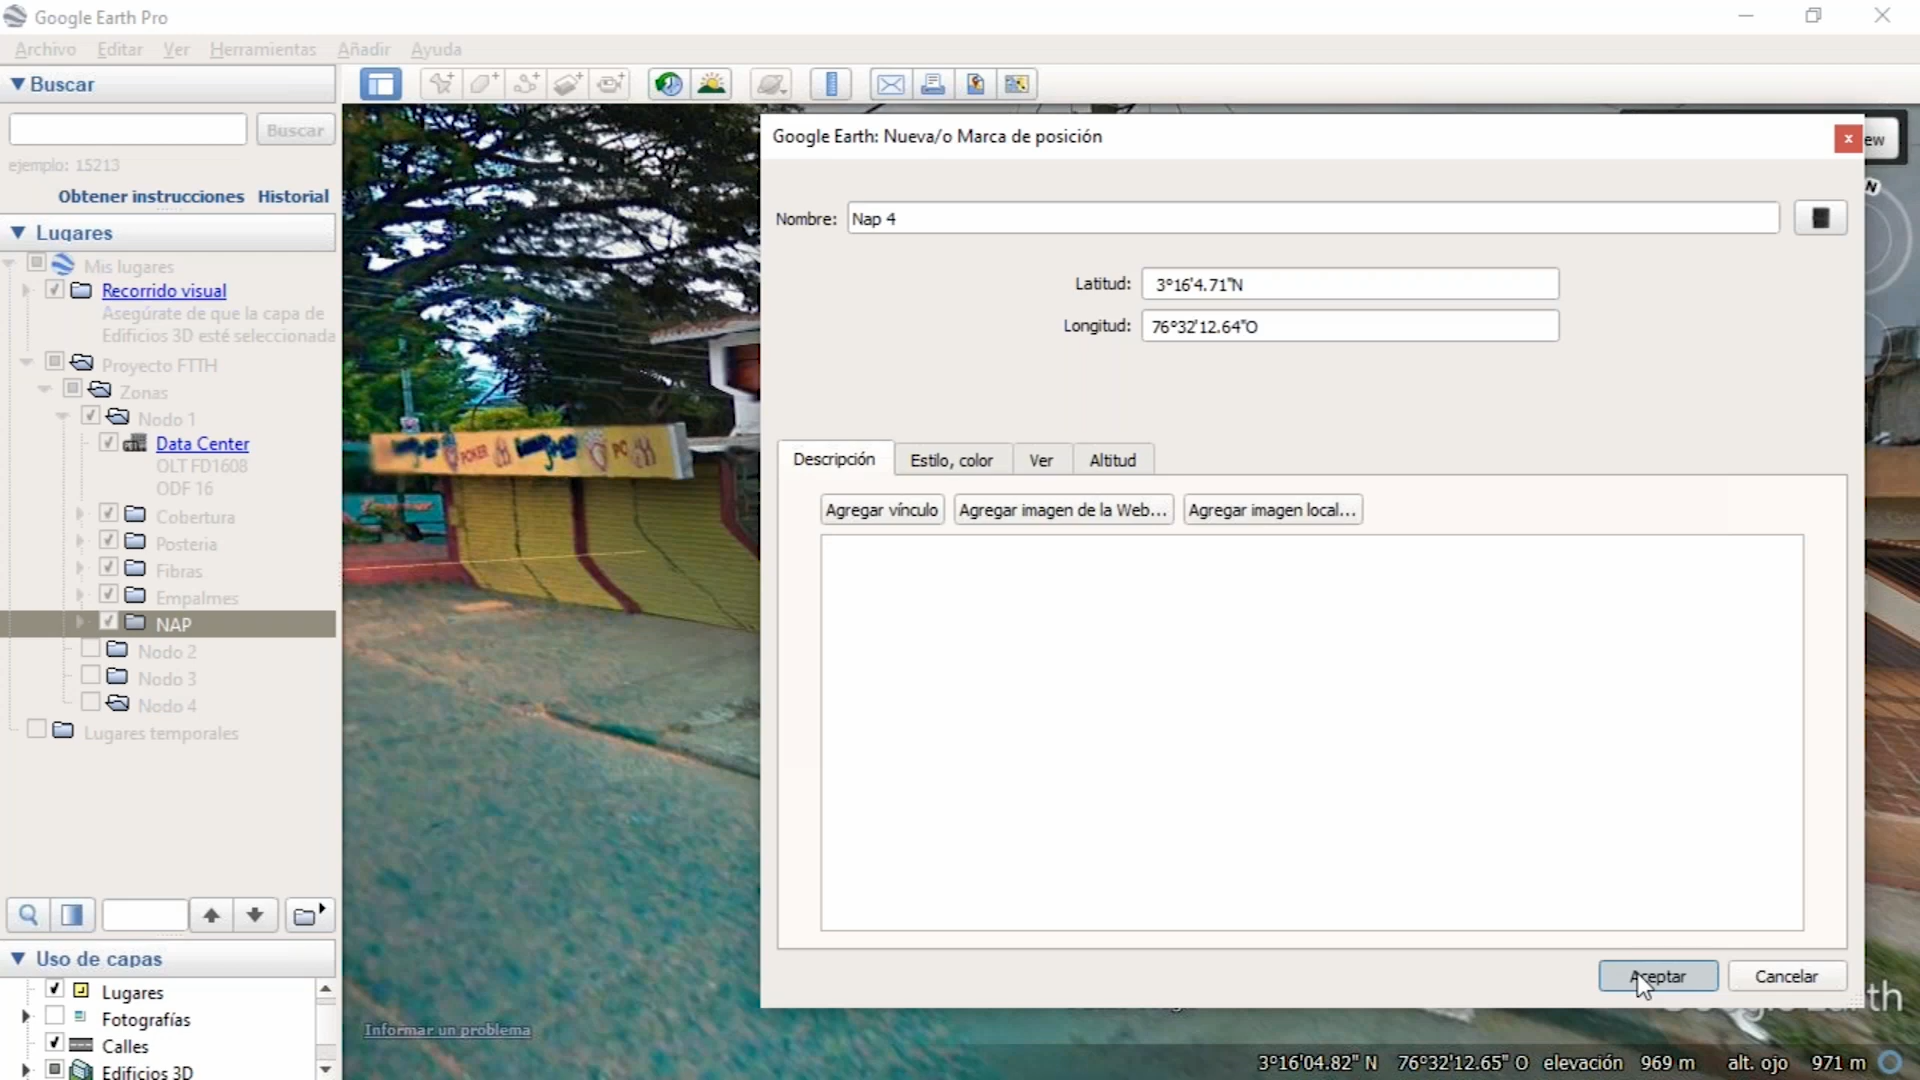 Google Earth Pro
Archivo Editar Ver Herramientas Añadir Ayuda
Buscar
Buscar
ejemplo: 15213
Obtener instrucciones Historial
Lugares
Mis lugares
Recorrido visual
Asegúrate de que la capa de
Edificios 3D esté seleccionada
Proyecto FTTH
Zonas
Nodo 1
Data Center
OLT FD1608
ODF 16
Cobertura
Posteria
Fibras
Empalmes
NAP
Nodo 2
Nodo 3
Nodo 4
Lugares temporales
Uso de capas
Lugares
Fotografías
Calles
Edificios 3D
POKER
PO
Informar un problema
Google Earth: Nueva/o Marca de posición
x
ew
N
Nombre: Nap 4
Latitud: 3°16'4.71"N
Longitud: 76°32'12.64"O
Descripción Estilo, color Ver Altitud
Agregar vínculo Agregar imagen de la Web... Agregar imagen local...
Aceptar Cancelar
th
3°16'04.82" N 76°32'12.65" O elevación 969 m alt. ojo 971 m